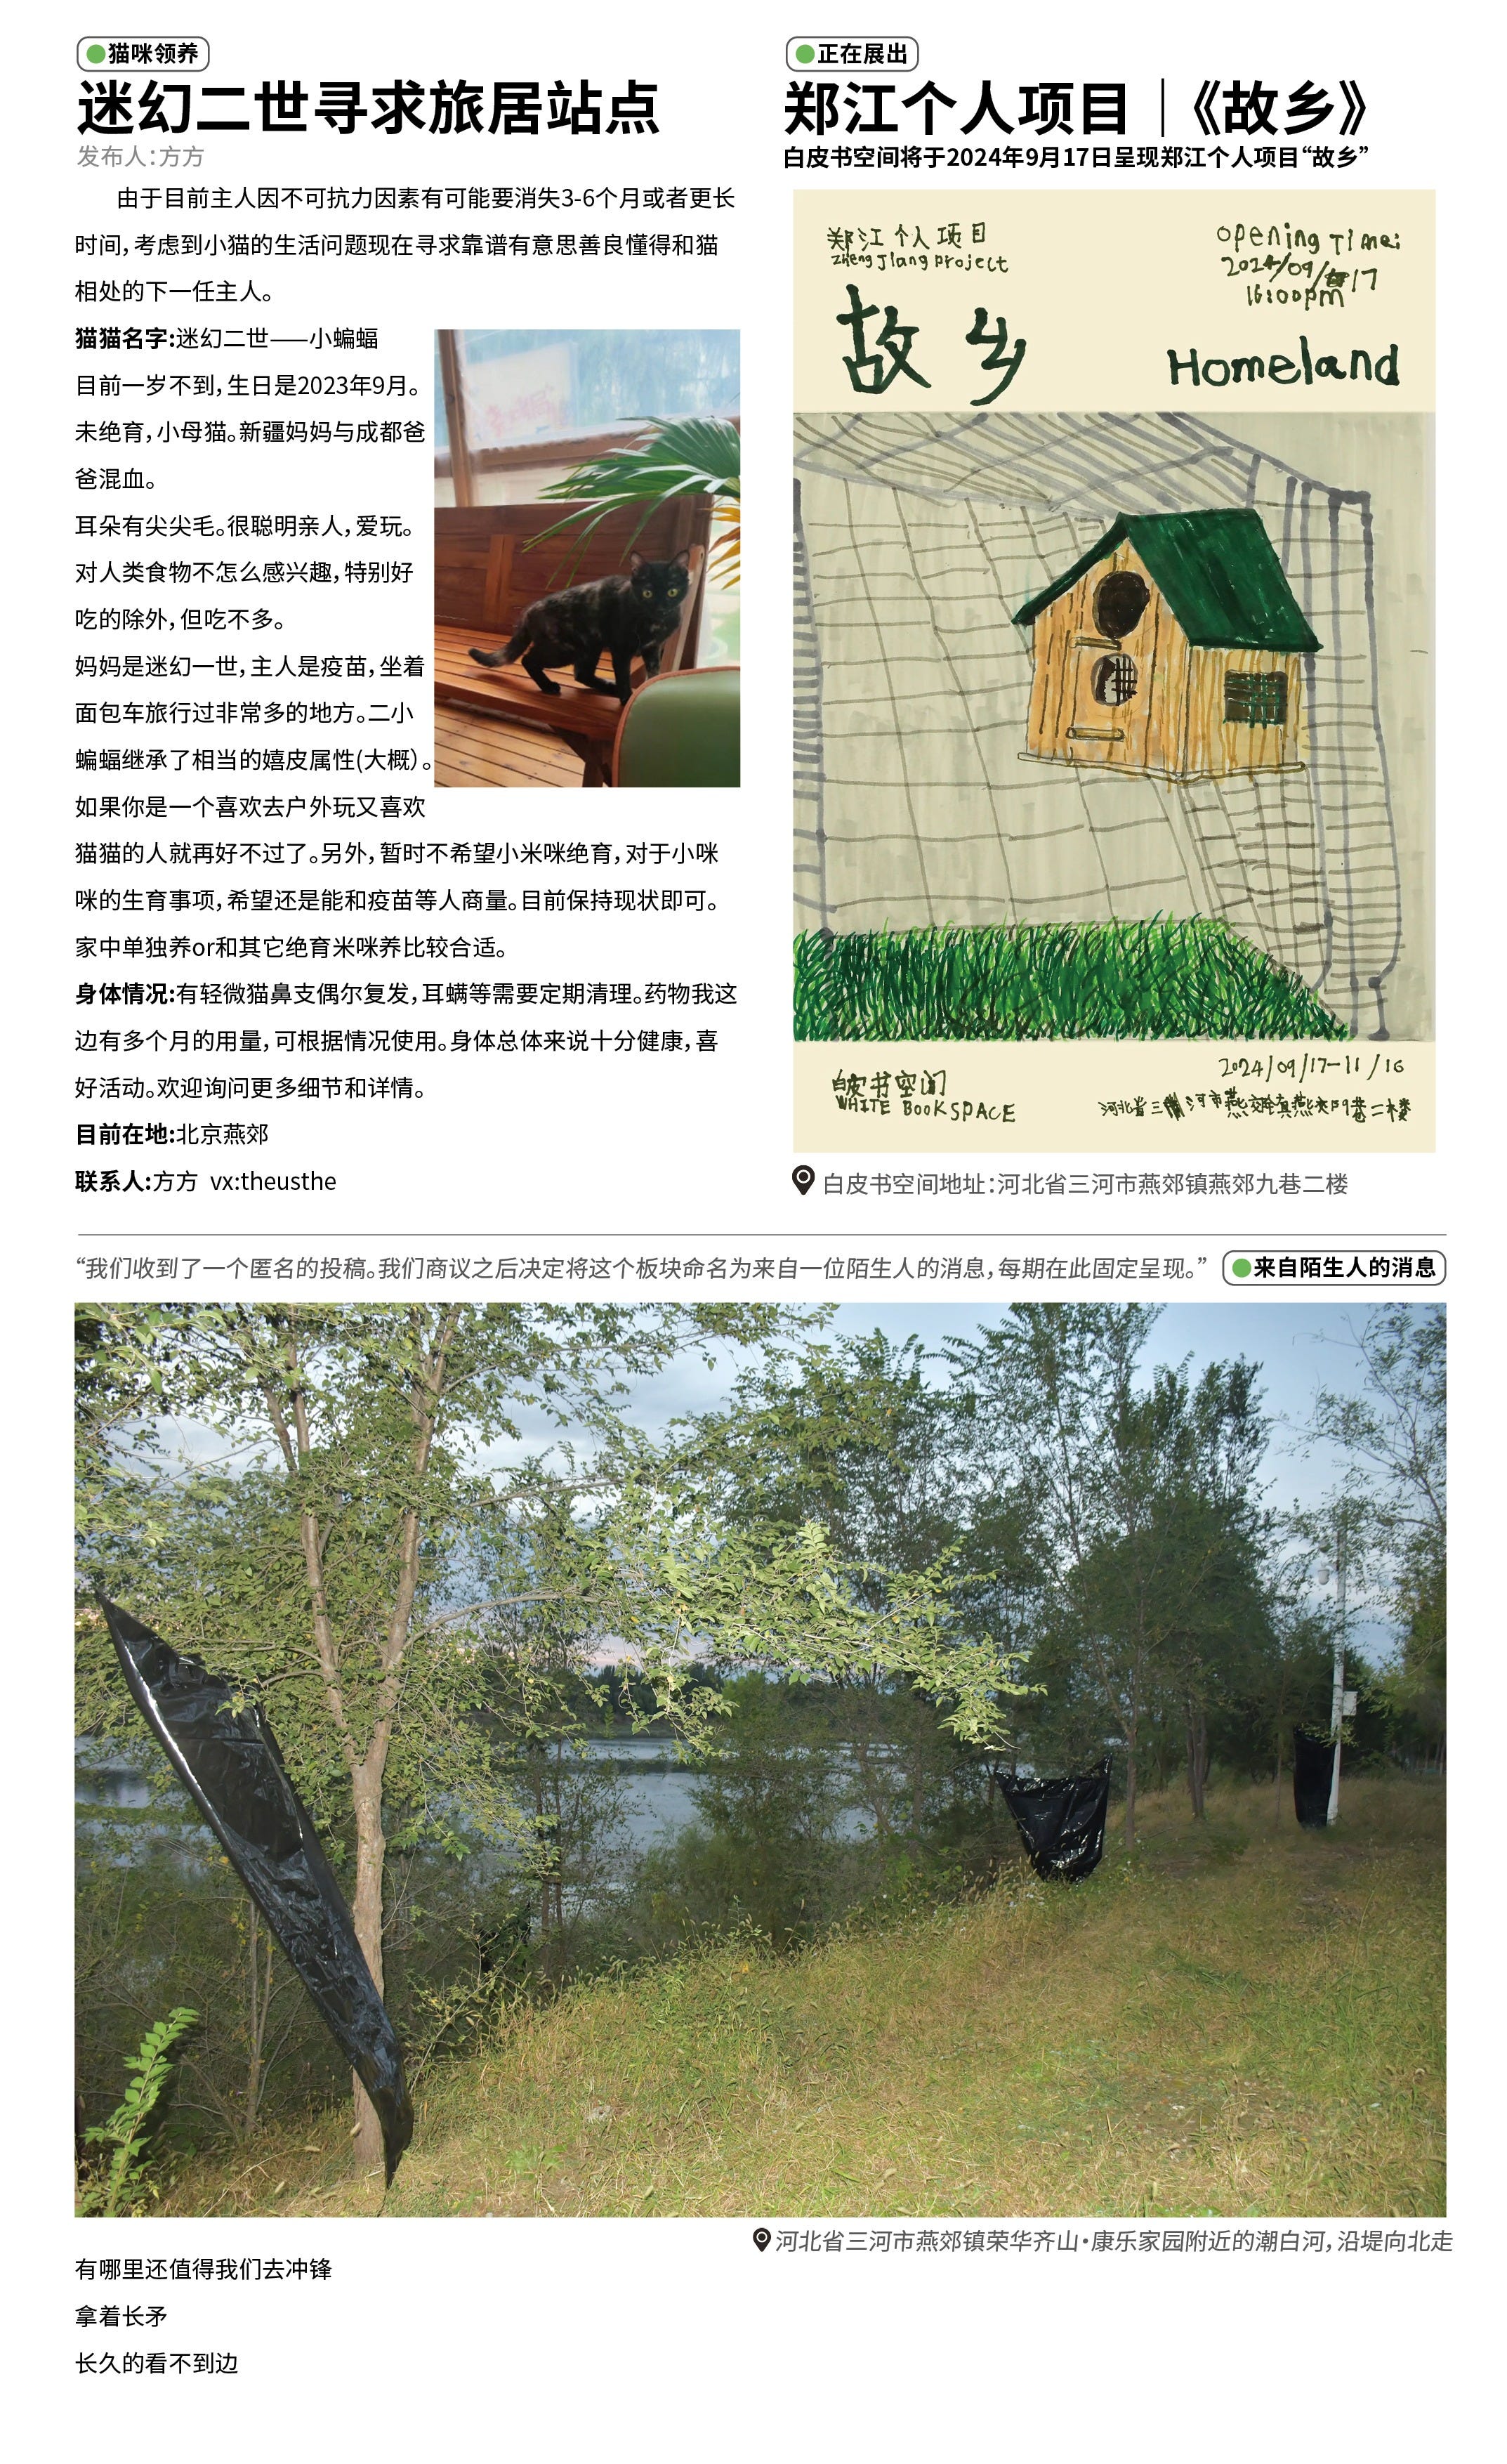 猫咪领养
迷幻二世寻求旅居站点
发布人：方方
由于目前主人因不可抗力因素有可能要消失3-6个月或者更长
时间，考虑到小猫的生活问题现在寻求靠谱有意思善良懂得和猫
相处的下一任主人。
猫猫名字:迷幻二世——小蝙蝠
目前一岁不到，生日是2023年9月。
未绝育，小母猫。新疆妈妈与成都爸
爸混血。
耳朵有尖尖毛。很聪明亲人，爱玩。
对人类食物不怎么感兴趣，特别好
吃的除外，但吃不多。
妈妈是迷幻一世，主人是疫苗，坐着
面包车旅行过非常多的地方。二小
蝙蝠继承了相当的嬉皮属性(大概）。
如果你是一个喜欢去户外玩又喜欢
猫猫的人就再好不过了。另外，暂时不希望小米咪绝育，对于小咪
咪的生育事项，希望还是能和疫苗等人商量。目前保持现状即可。
家中单独养or和其它绝育米咪养比较合适。
身体情况:有轻微猫鼻支偶尔复发，耳螨等需要定期清理。药物我这
边有多个月的用量，可根据情况使用。身体总体来说十分健康，喜
好活动。欢迎询问更多细节和详情。
目前在地:北京燕郊
联系人:方方 vx:theusthe
正在展出
郑江个人项目｜《故乡》
白皮书空间将于2024年9月17日呈现郑江个人项目“故乡”
郑江个人项目
Zheng Jiang Project
opening Time:
2024/09/17
16:00pm
故乡
Homeland
白皮书空间
WHITE BOOKSPACE
2024/09/17-11/16
河北省三河市燕郊镇燕郊九巷二楼
白皮书空间地址：河北省三河市燕郊镇燕郊九巷二楼
“我们收到了一个匿名的投稿。我们商议之后决定将这个板块命名为来自一位陌生人的消息，每期在此固定呈现。”
来自陌生人的消息
河北省三河市燕郊镇荣华齐山·康乐家园附近的潮白河，沿堤向北走
有哪里还值得我们去冲锋
拿着长矛
长久的看不到边